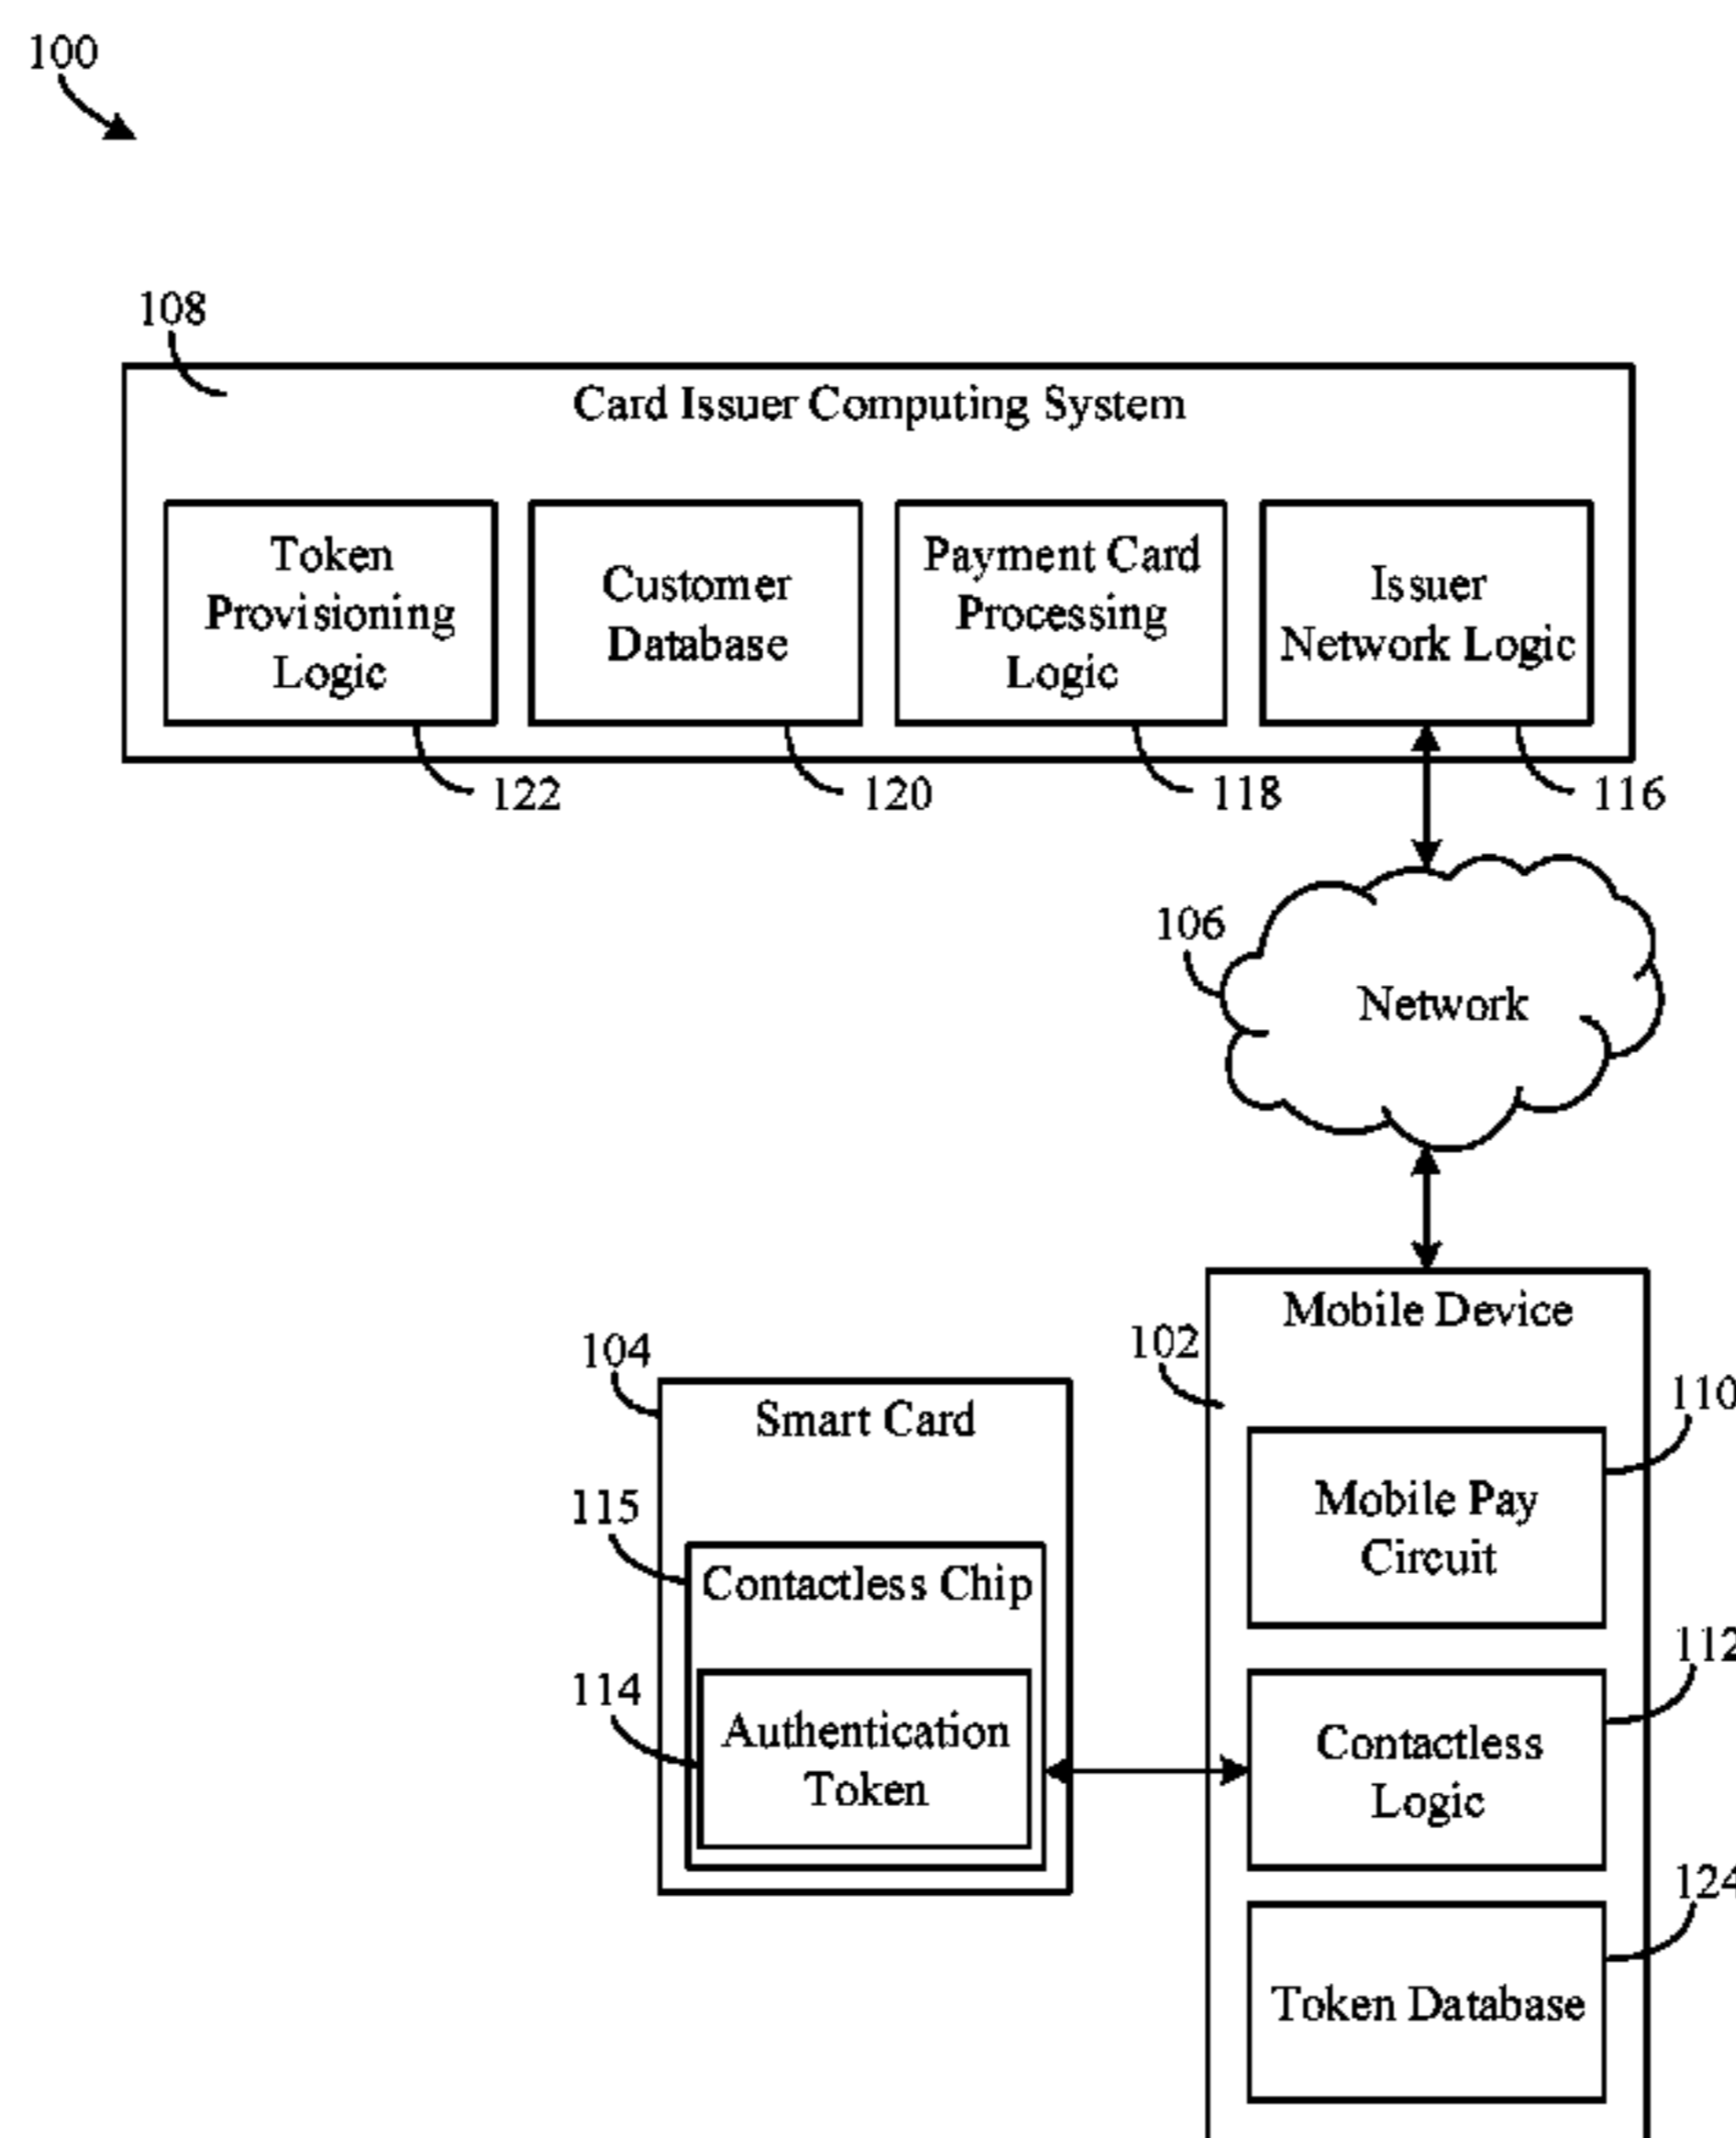 100
108
Card Issuer Computing System
Token
Provisioning
Logic
Customer
Database
Payment Card
Processing
Logic
Issuer
Network Logic
122
120
118
116
106
Network
Mobile Device
102
104
Smart Card
110
Mobile Pay
Circuit
115
Contactless Chip
112
114
Authentication
Token
Contactless
Logic
124
Token Database